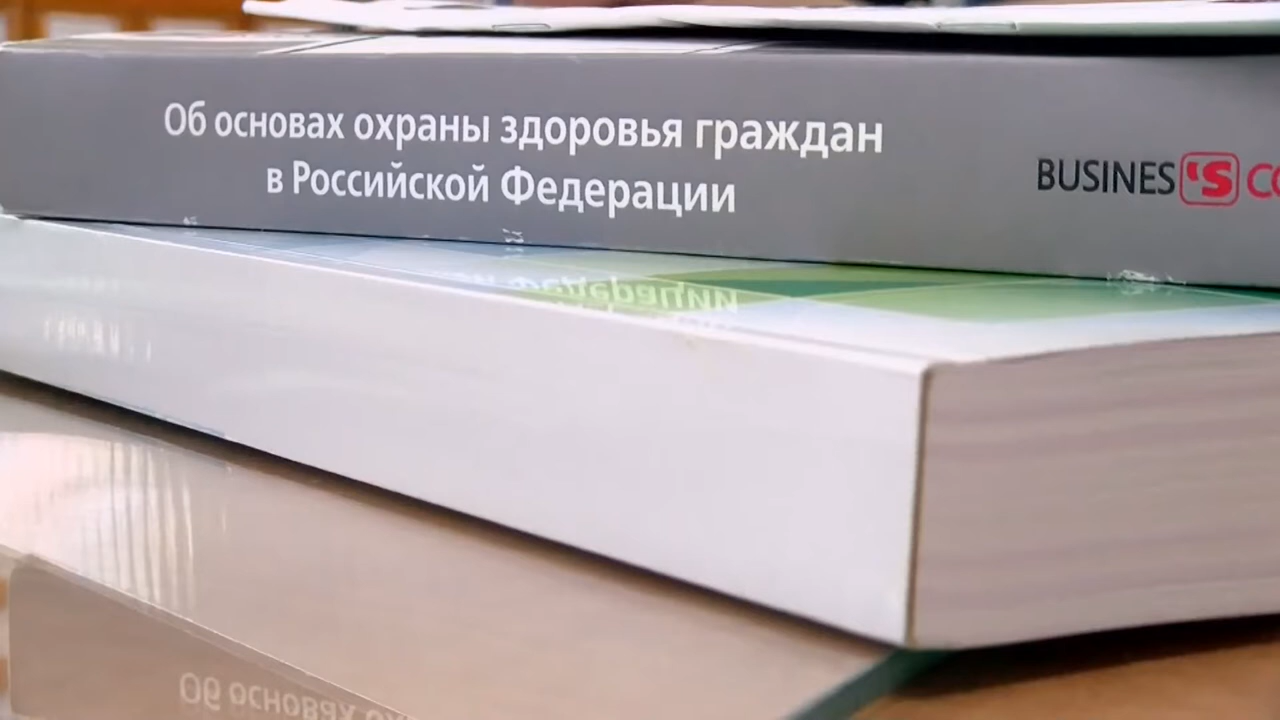 Об основах охраны здоровья граждан
в Российской Федерации
BUSINES'S